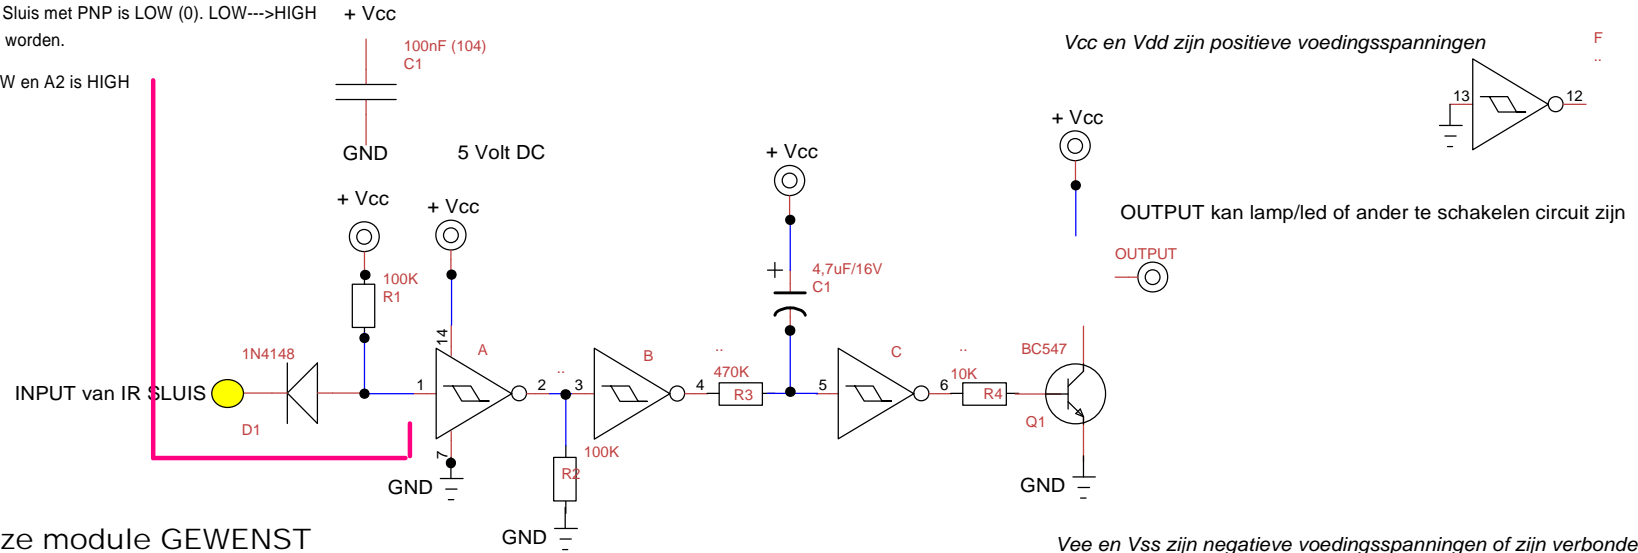 Sluis met PNP is LOW (0). LOW--->HIGH
worden.
W en A2 is HIGH
+ Vcc
100nF (104)
C1
GND
5 Volt DC
Vcc en Vdd zijn positieve voedingsspanningen
F
..
13
12
+ Vcc
+ Vcc
+ Vcc
+ Vcc
OUTPUT kan lamp/led of ander te schakelen circuit zijn
OUTPUT
100K
R1
4,7uF/16V
C1
14
A
1N4148
INPUT van IR SLUIS
D1
1
2
..
3
B
4
..
470K
R3
5
C
6
..
10K
R4
BC547
Q1
7
GND
100K
R2
GND
GND
ze module GEWENST
Vee en Vss zijn negatieve voedingsspanningen of zijn verbonde